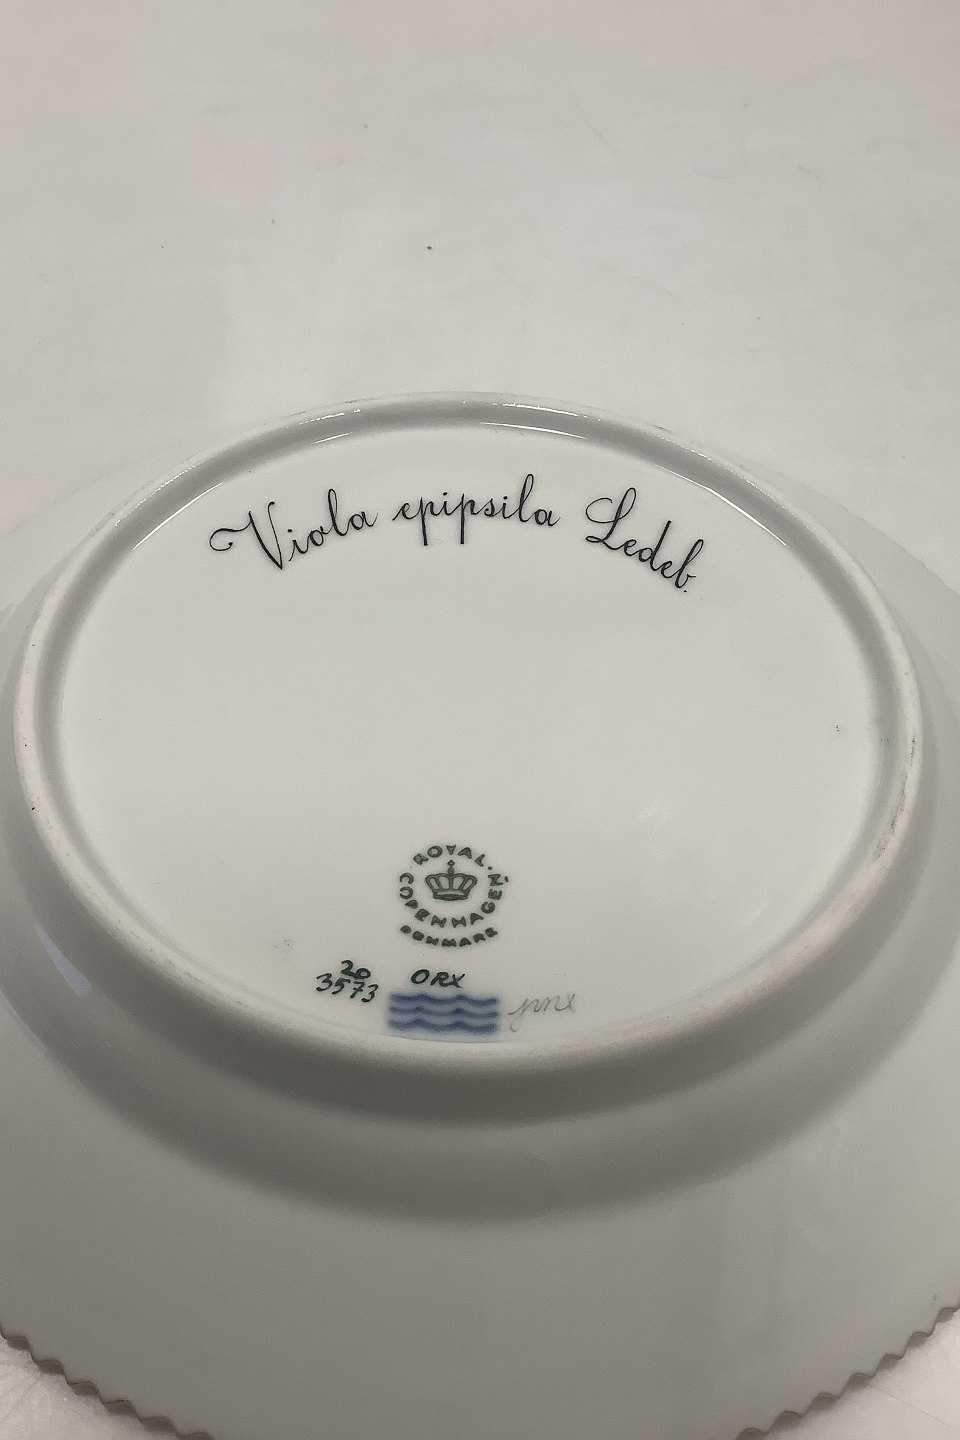 Viola epipsila Ledeb.
ROYAL
COPENHAGEN
DENMARK
20 ORX
3573